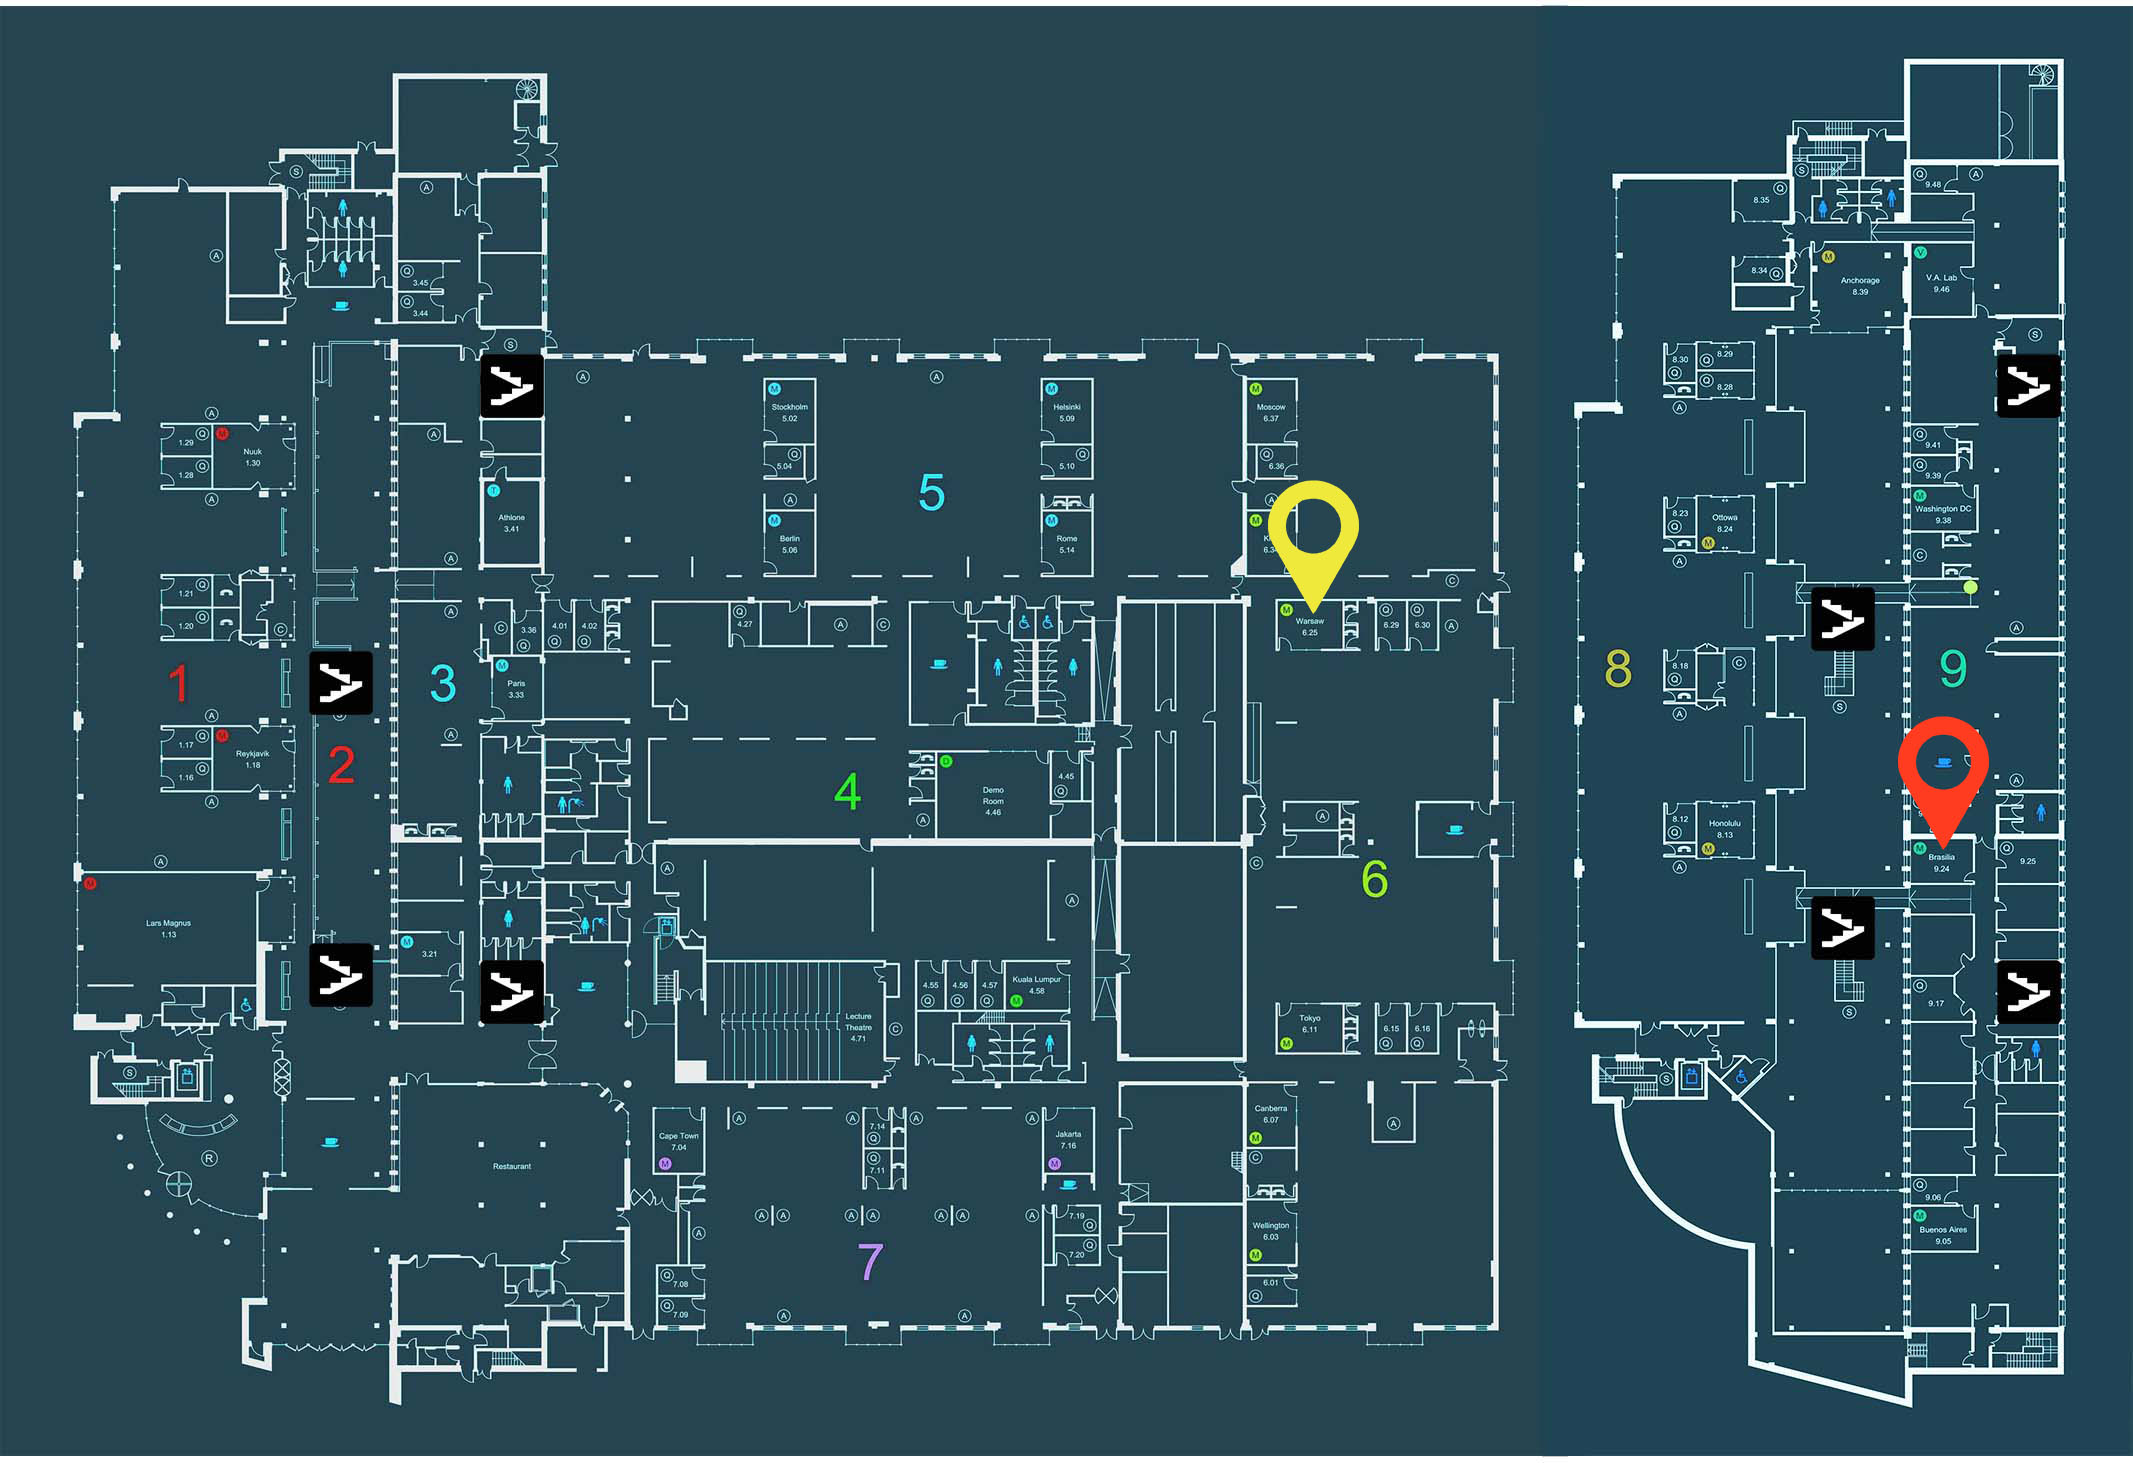 S
A
A
Q
3.45
Q
3.44
S
A
A
A
A
A
1.29
Q
M
Nuuk
1.30
1.28
Q
A
T
Athlone
3.41
A
1.21
Q
1.20
Q
C
A
1
A
1.17
Q
M
Reykjavik
1.18
1.16
Q
A
2
3
A
A
C
3.36
Q
4.01
Q
4.02
Q
M
Paris
3.33
A
M
Lars Magnus
1.13
M
3.21
S
R
Restaurant
M
Stockholm
5.02
5.04
Q
A
M
Berlin
5.06
5
M
Helsinki
5.09
Q
5.10
M
Rome
5.14
M
Moscow
6.37
Q
6.36
A
M
C
M
Warsaw
6.25
Q
6.29
Q
6.30
A
Q
4.27
A
C
4
D
Demo
Room
4.46
4.45
Q
A
A
A
Lecture
Theatre
4.71
C
4.55
Q
4.56
Q
4.57
Q
Kuala Lumpur
4.58
M
A
C
6
Tokyo
6.11
M
6.15
Q
6.16
Q
Cape Town
7.04
M
A
A
7.14
Q
Q
7.11
A
A
Jakarta
7.16
M
A
A
A
A
A
A
A
A
7.19
Q
Q
7.20
7
Q
7.08
Q
7.09
A
A
Canberra
6.07
M
C
Wellington
6.03
M
6.01
Q
A
S
Q
8.35
8.34
Q
M
Anchorage
8.39
Q
9.48
A
V
V.A. Lab
9.46
S
8.30
Q
Q
8.29
Q
8.28
A
Q
9.41
Q
9.39
M
Washington DC
9.38
C
8.23
Q
Ottowa
8.24
M
A
A
8
8.18
Q
C
A
S
9
A
8.12
Q
Honolulu
8.13
M
A
M
Brasilia
9.24
Q
9.25
Q
9.17
S
S
Q
9.06
M
Buenos Aires
9.05